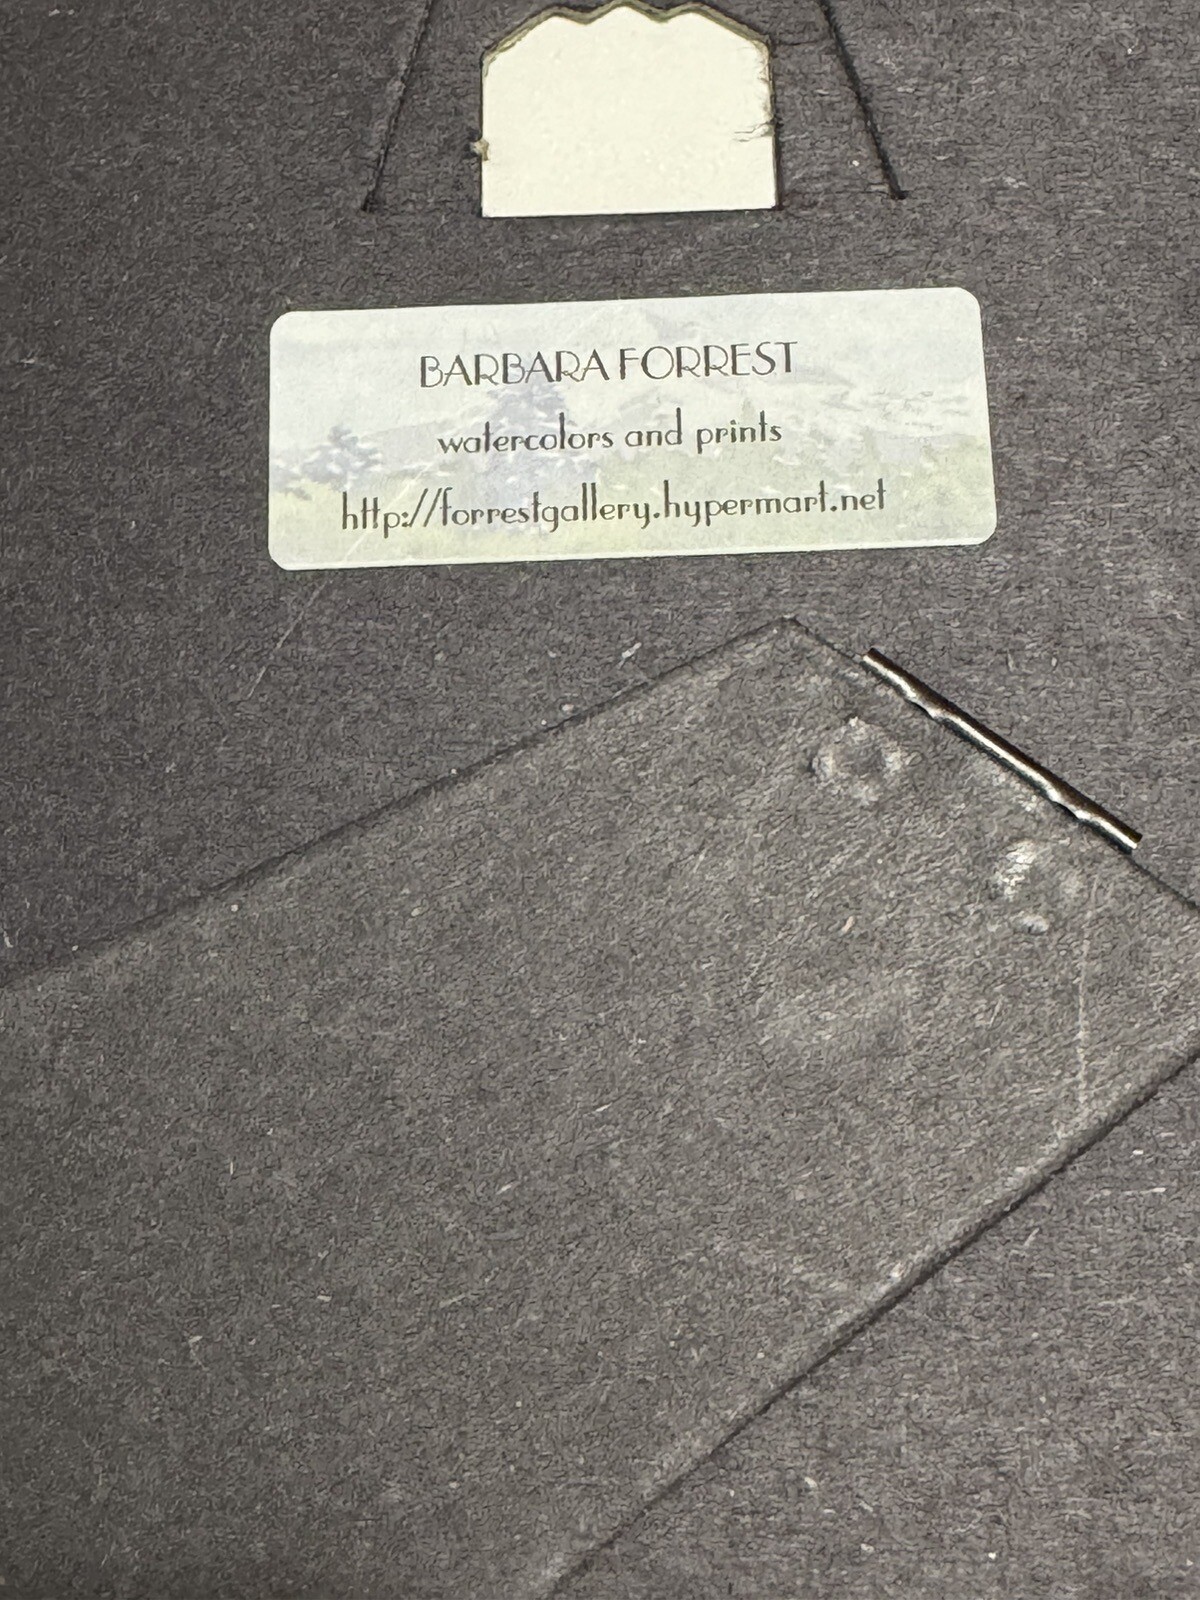 BARBARA FORREST
watercolors and prints
http://forrestgallery.hypermart.net